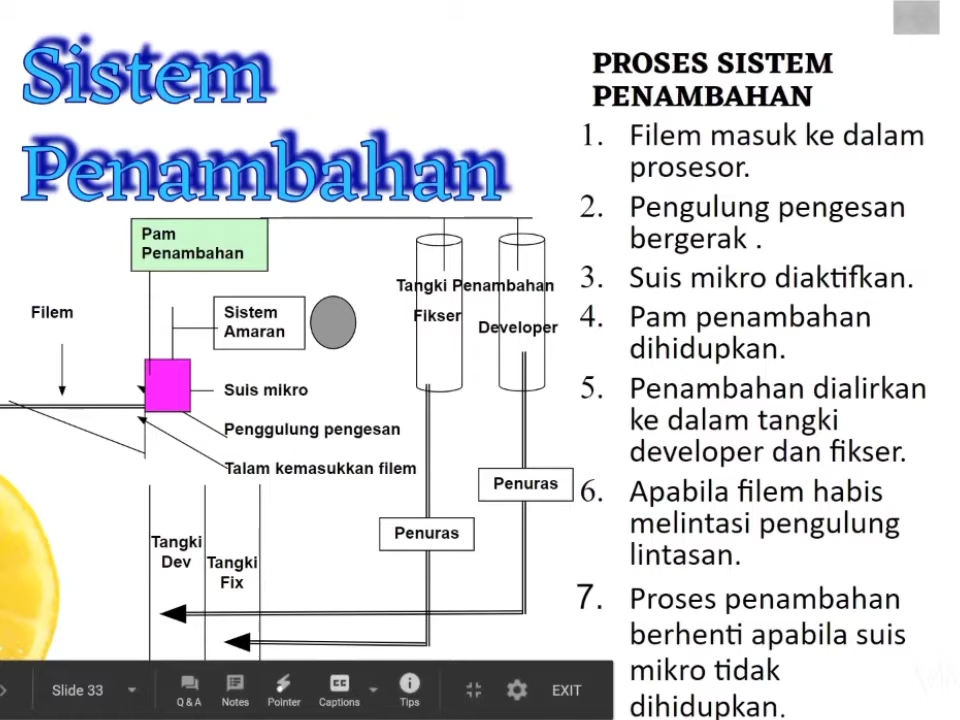 Sistem
Penambahan
PROSES SISTEM
PENAMBAHAN
1. Filem masuk ke dalam
prosesor.
2. Pengulung pengesan
bergerak .
3. Suis mikro diaktifkan.
4. Pam penambahan
dihidupkan.
5. Penambahan dialirkan
ke dalam tangki
developer dan fikser.
6. Apabila filem habis
melintasi pengulung
lintasan.
7. Proses penambahan
berhenti apabila suis
mikro tidak
dihidupkan.
Pam
Penambahan
Filem
Sistem
Amaran
Tangki Penambahan
Fikser
Developer
Suis mikro
Penggulung pengesan
Talam kemasukkan filem
Penuras
Penuras
Tangki
Dev
Tangki
Fix
Slide 33
Q & A
Notes
Pointer
Captions
Tips
EXIT